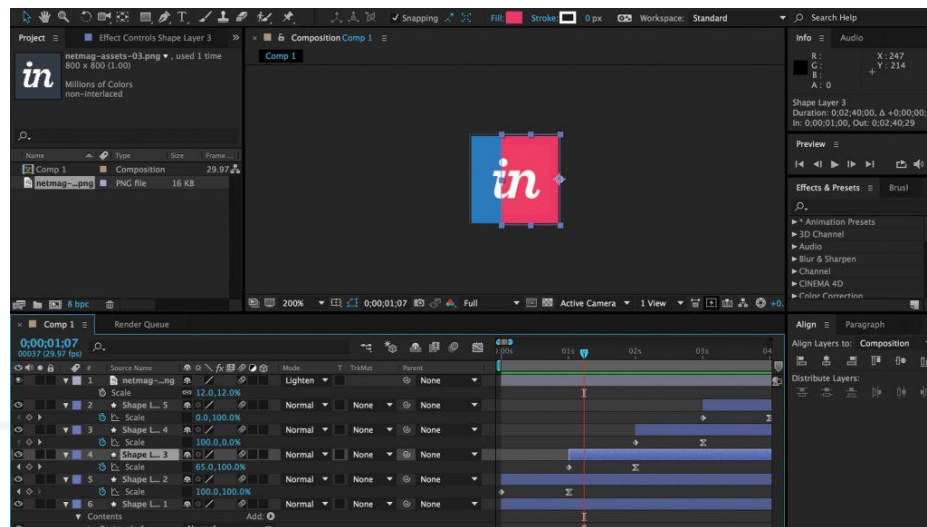 Snapping Fill: Stroke: 0 px Workspace: Standard Search Help
Project Effect Controls Shape Layer 3 Composition Comp 1 Info Audio
netmag-assets-03.png ▾ , used 1 time
800 x 800 (1.00)
Millions of Colors
non-interlaced
in
Comp 1
R: X: 247
G: Y: 214
B:
A: 0
Shape Layer 3
Duration: 0;02;40;00, Δ +0;00;00;
In: 0;00;01;00, Out: 0;02;40;29
in
Preview
Name Type Size Frame ...
Comp 1 Composition 29.97
netmag-...png PNG file 16 KB
Effects & Presets Brusl
* Animation Presets
3D Channel
Audio
Blur & Sharpen
Channel
CINEMA 4D
Color Correction
8 bpc 200% 0;00;01;07 Full Active Camera 1 View +0.
Comp 1 Render Queue Align Paragraph
0;00;01;07
00037 (29.97 fps)
Align Layers to: Composition
Distribute Layers:
:00s 01s 02s 03s 04
# Source Name Mode T TrkMat Parent
1 netmag-...ng Lighten None
Scale 12.0,12.0%
2 Shape L... 5 Normal None None
Scale 0.0,100.0%
3 Shape L... 4 Normal None None
Scale 100.0,0.0%
4 Shape L... 3 Normal None None
Scale 65.0,100.0%
5 Shape L... 2 Normal None None
Scale 100.0,100.0%
6 Shape L... 1 Normal None None
Contents Add: